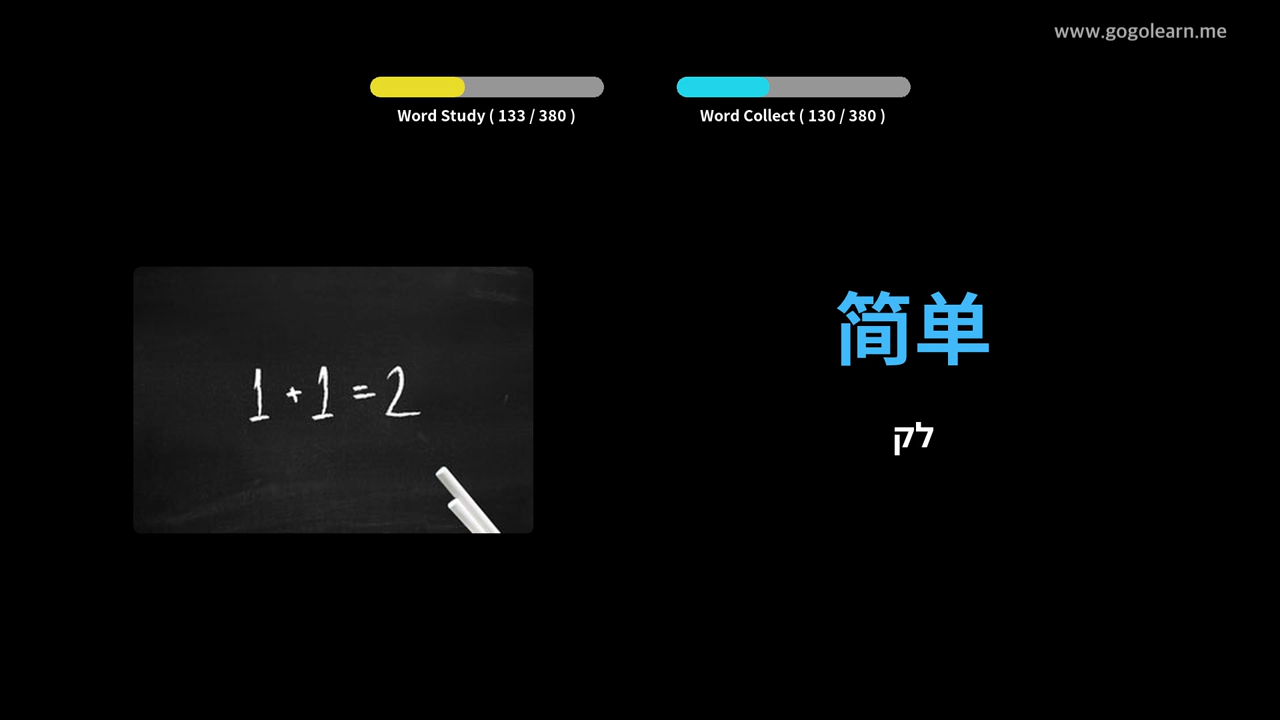 www.gogolearn.me
Word Study ( 133 / 380 )
Word Collect ( 130 / 380 )
1 + 1 = 2
简单
לק